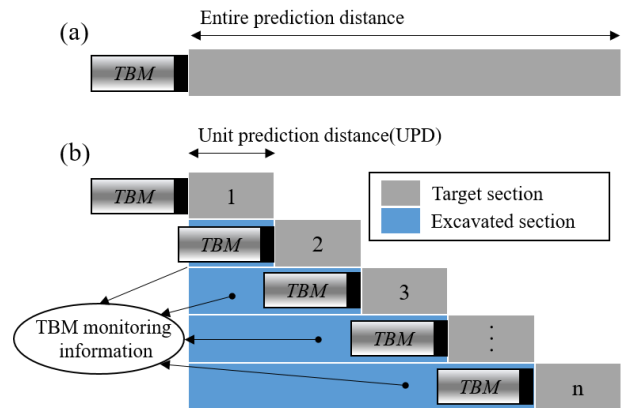 Entire prediction distance
(a)
TBM
Unit prediction distance(UPD)
(b)
TBM
1
Target section
Excavated section
TBM
2
TBM
3
TBM monitoring
information
TBM
⋮
TBM
n